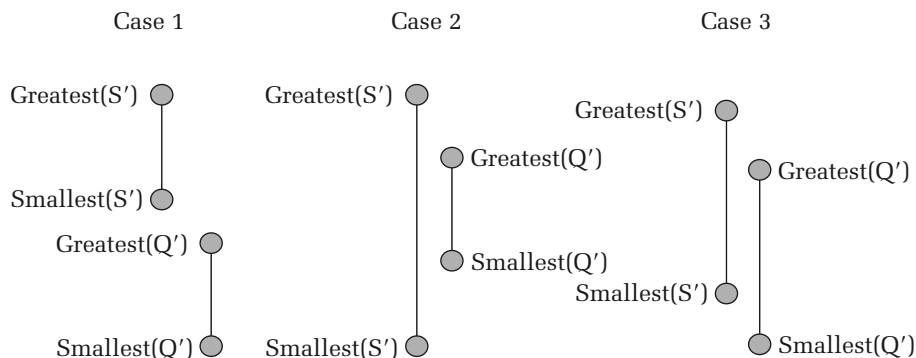 Case 1
Greatest(S′)
Smallest(S′)
Greatest(Q′)
Smallest(Q′)
Case 2
Greatest(S′)
Greatest(Q′)
Smallest(Q′)
Smallest(S′)
Case 3
Greatest(S′)
Greatest(Q′)
Smallest(S′)
Smallest(Q′)